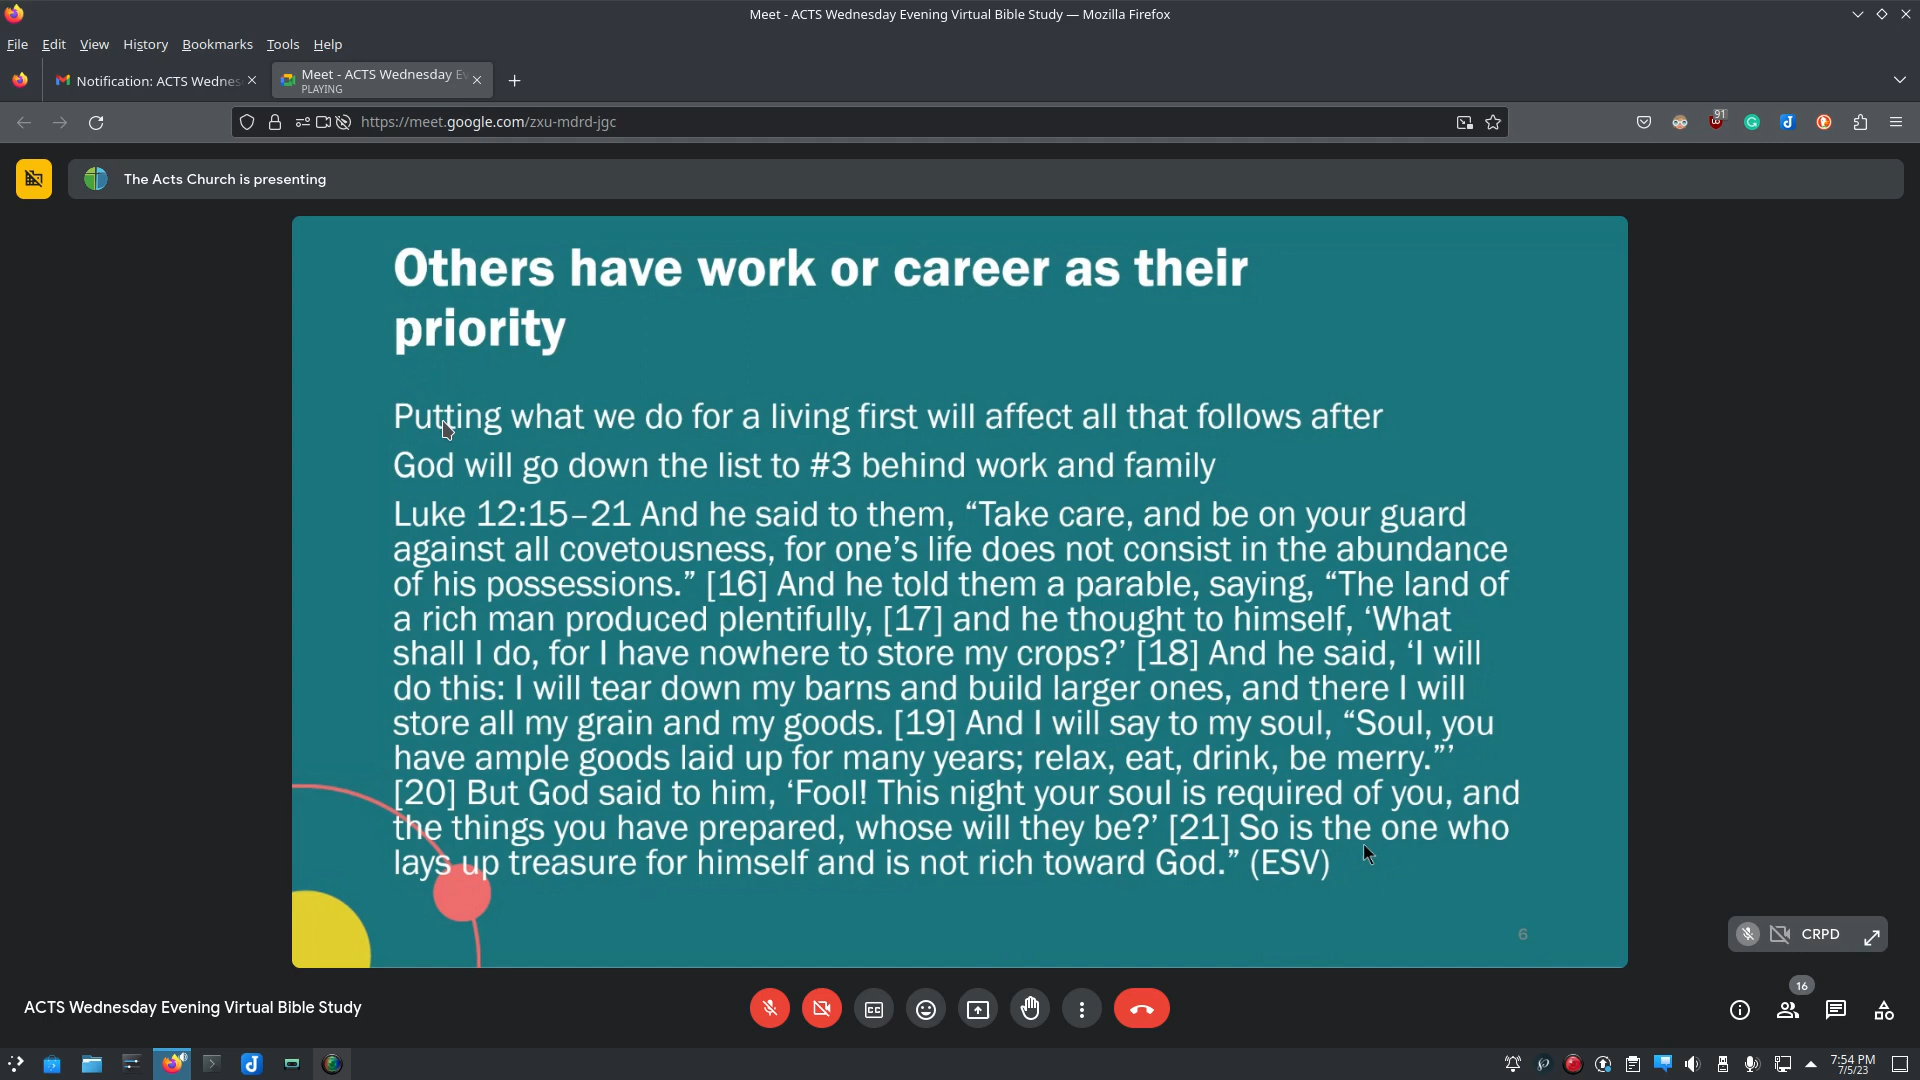 Meet - ACTS Wednesday Evening Virtual Bible Study — Mozilla Firefox
File Edit View History Bookmarks Tools Help
Notification: ACTS Wednes
Meet - ACTS Wednesday Ev
PLAYING
https://meet.google.com/zxu-mdrd-jgc
91
The Acts Church is presenting
Others have work or career as their
priority
Putting what we do for a living first will affect all that follows after
God will go down the list to #3 behind work and family
Luke 12:15–21 And he said to them, “Take care, and be on your guard
against all covetousness, for one’s life does not consist in the abundance
of his possessions.” [16] And he told them a parable, saying, “The land of
a rich man produced plentifully, [17] and he thought to himself, ‘What
shall I do, for I have nowhere to store my crops?’ [18] And he said, ‘I will
do this: I will tear down my barns and build larger ones, and there I will
store all my grain and my goods. [19] And I will say to my soul, “Soul, you
have ample goods laid up for many years; relax, eat, drink, be merry.”’
[20] But God said to him, ‘Fool! This night your soul is required of you, and
the things you have prepared, whose will they be?’ [21] So is the one who
lays up treasure for himself and is not rich toward God.” (ESV)
6
CRPD
ACTS Wednesday Evening Virtual Bible Study
16
7:54 PM
7/5/23